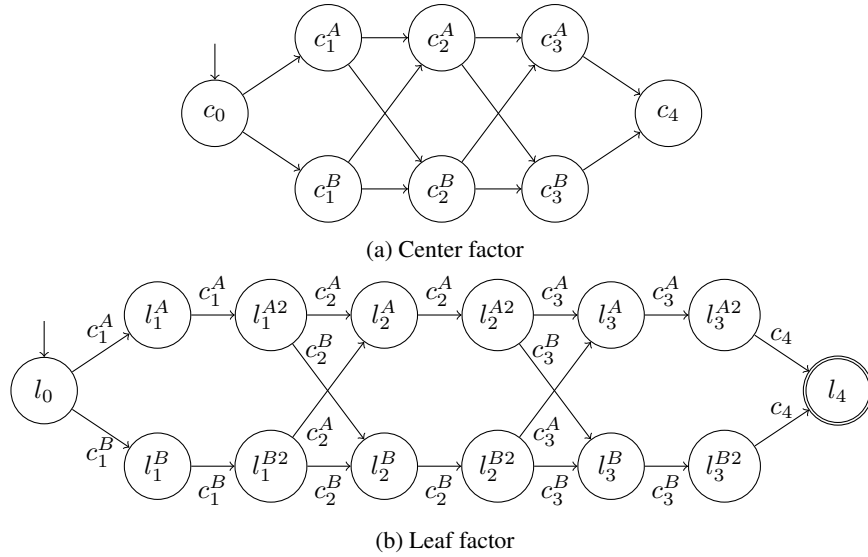 c_1^A c_2^A c_3^A
c_0 c_4
c_1^B c_2^B c_3^B
(a) Center factor
c_1^A c_2^A c_2^A c_3^A c_3^A
l_1^A l_1^{A2} l_2^A l_2^{A2} l_3^A l_3^{A2}
c_1^A c_2^B c_3^B c_4
l_0 l_4
c_1^B c_2^A c_3^A c_4
l_1^B l_1^{B2} l_2^B l_2^{B2} l_3^B l_3^{B2}
c_1^B c_2^B c_2^B c_3^B c_3^B
(b) Leaf factor